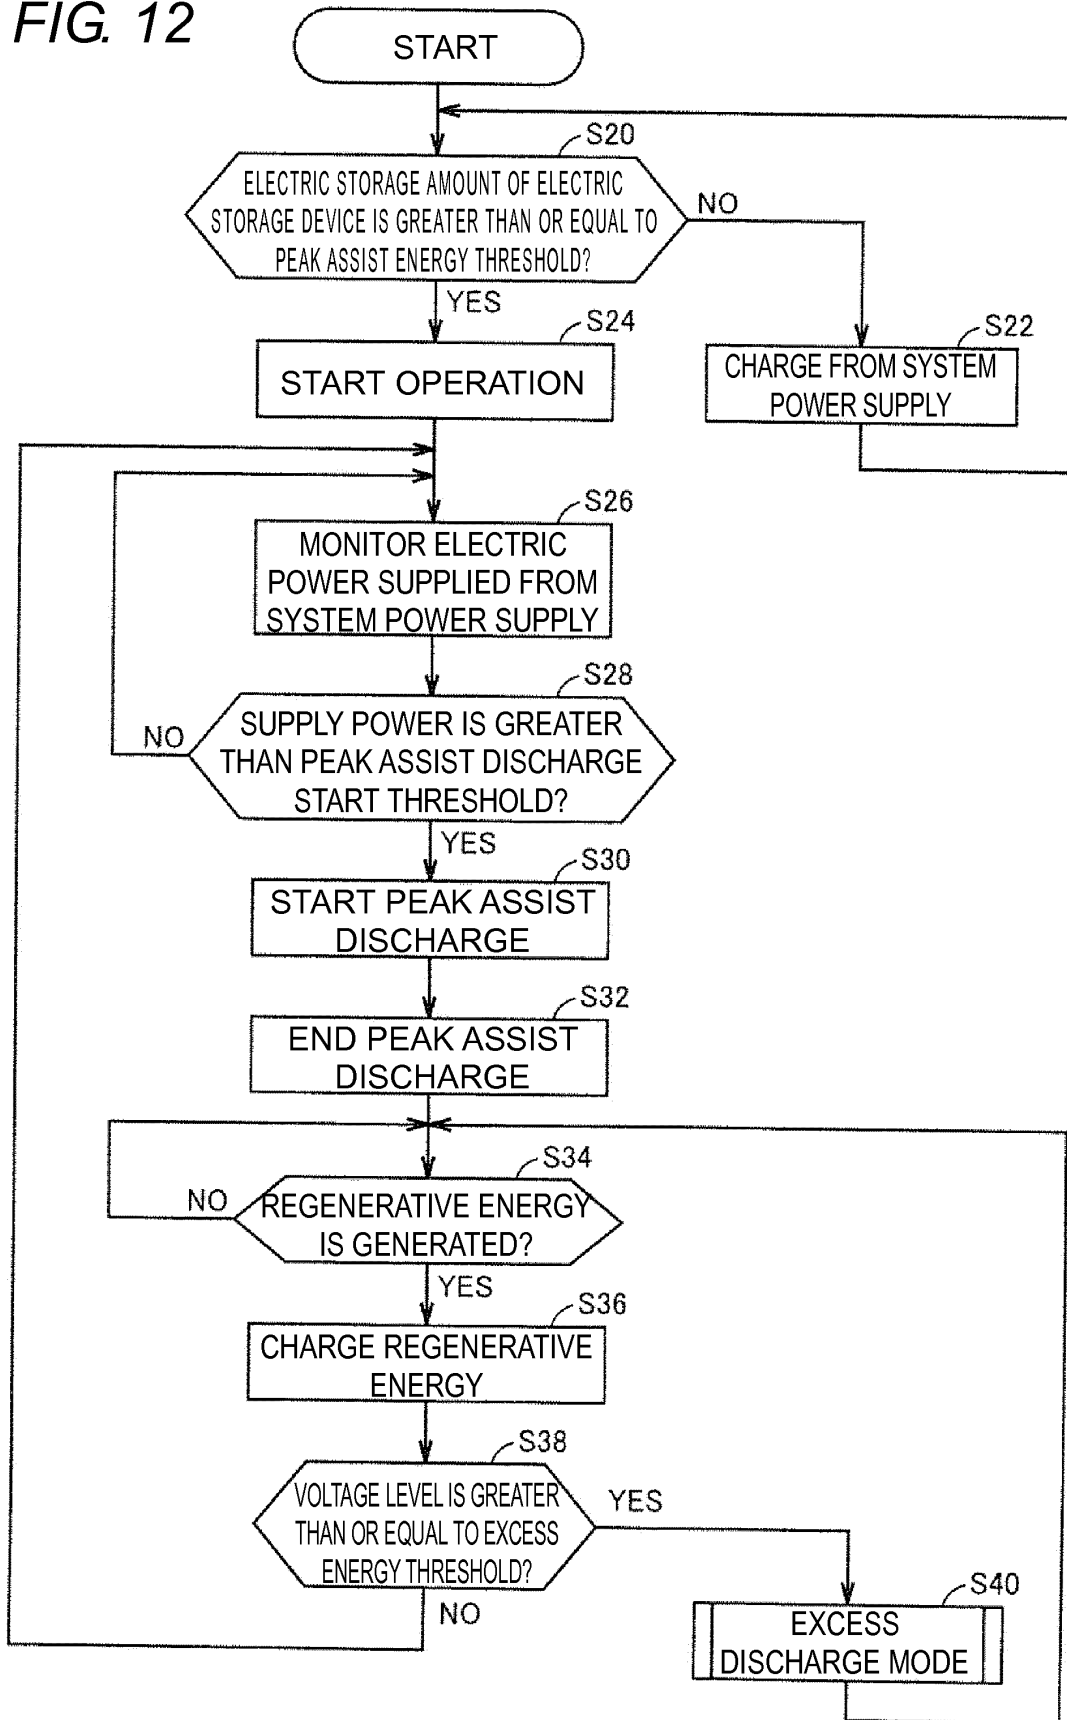 FIG. 12
START
S20
ELECTRIC STORAGE AMOUNT OF ELECTRIC
STORAGE DEVICE IS GREATER THAN OR EQUAL TO
PEAK ASSIST ENERGY THRESHOLD?
NO
YES
S24
START OPERATION
S22
CHARGE FROM SYSTEM
POWER SUPPLY
S26
MONITOR ELECTRIC
POWER SUPPLIED FROM
SYSTEM POWER SUPPLY
S28
SUPPLY POWER IS GREATER
THAN PEAK ASSIST DISCHARGE
START THRESHOLD?
NO
YES
S30
START PEAK ASSIST
DISCHARGE
S32
END PEAK ASSIST
DISCHARGE
S34
REGENERATIVE ENERGY
IS GENERATED?
NO
YES
S36
CHARGE REGENERATIVE
ENERGY
S38
VOLTAGE LEVEL IS GREATER
THAN OR EQUAL TO EXCESS
ENERGY THRESHOLD?
YES
NO
S40
EXCESS
DISCHARGE MODE